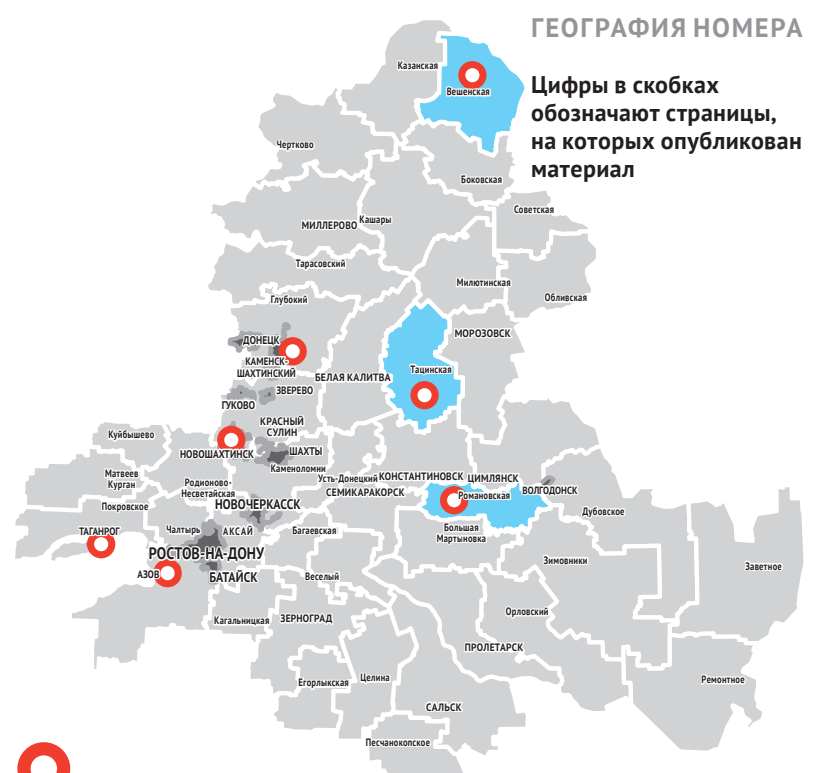 ГЕОГРАФИЯ НОМЕРА
Цифры в скобках
обозначают страницы,
на которых опубликован
материал
Казанская
Вешенская
Чертково
Боковская
Советская
МИЛЛЕРОВО
Кашары
Тарасовский
Милютинская
Обливская
Глубокий
МОРОЗОВСК
ДОНЕЦК
КАМЕНСК-
ШАХТИНСКИЙ
Тацинская
БЕЛАЯ КАЛИТВА
ЗВЕРЕВО
ГУКОВО
КРАСНЫЙ
СУЛИН
Куйбышево
НОВОШАХТИНСК
ШАХТЫ
Каменоломни
Матвеев
Курган
Родионово-
Несветайская
Усть-Донецкий
КОНСТАНТИНОВСК
ЦИМЛЯНСК
СЕМИКАРАКОРСК
Романовская
ВОЛГОДОНСК
Покровское
НОВОЧЕРКАССК
Дубовское
ТАГАНРОГ
Чалтырь
АКСАЙ
Багаевская
Большая
Мартыновка
РОСТОВ-НА-ДОНУ
Зимовники
Заветное
АЗОВ
БАТАЙСК
Веселый
Кагальницкая
ЗЕРНОГРАД
Орловский
ПРОЛЕТАРСК
Егорлыкская
Целина
Ремонтное
САЛЬСК
Песчанокопское